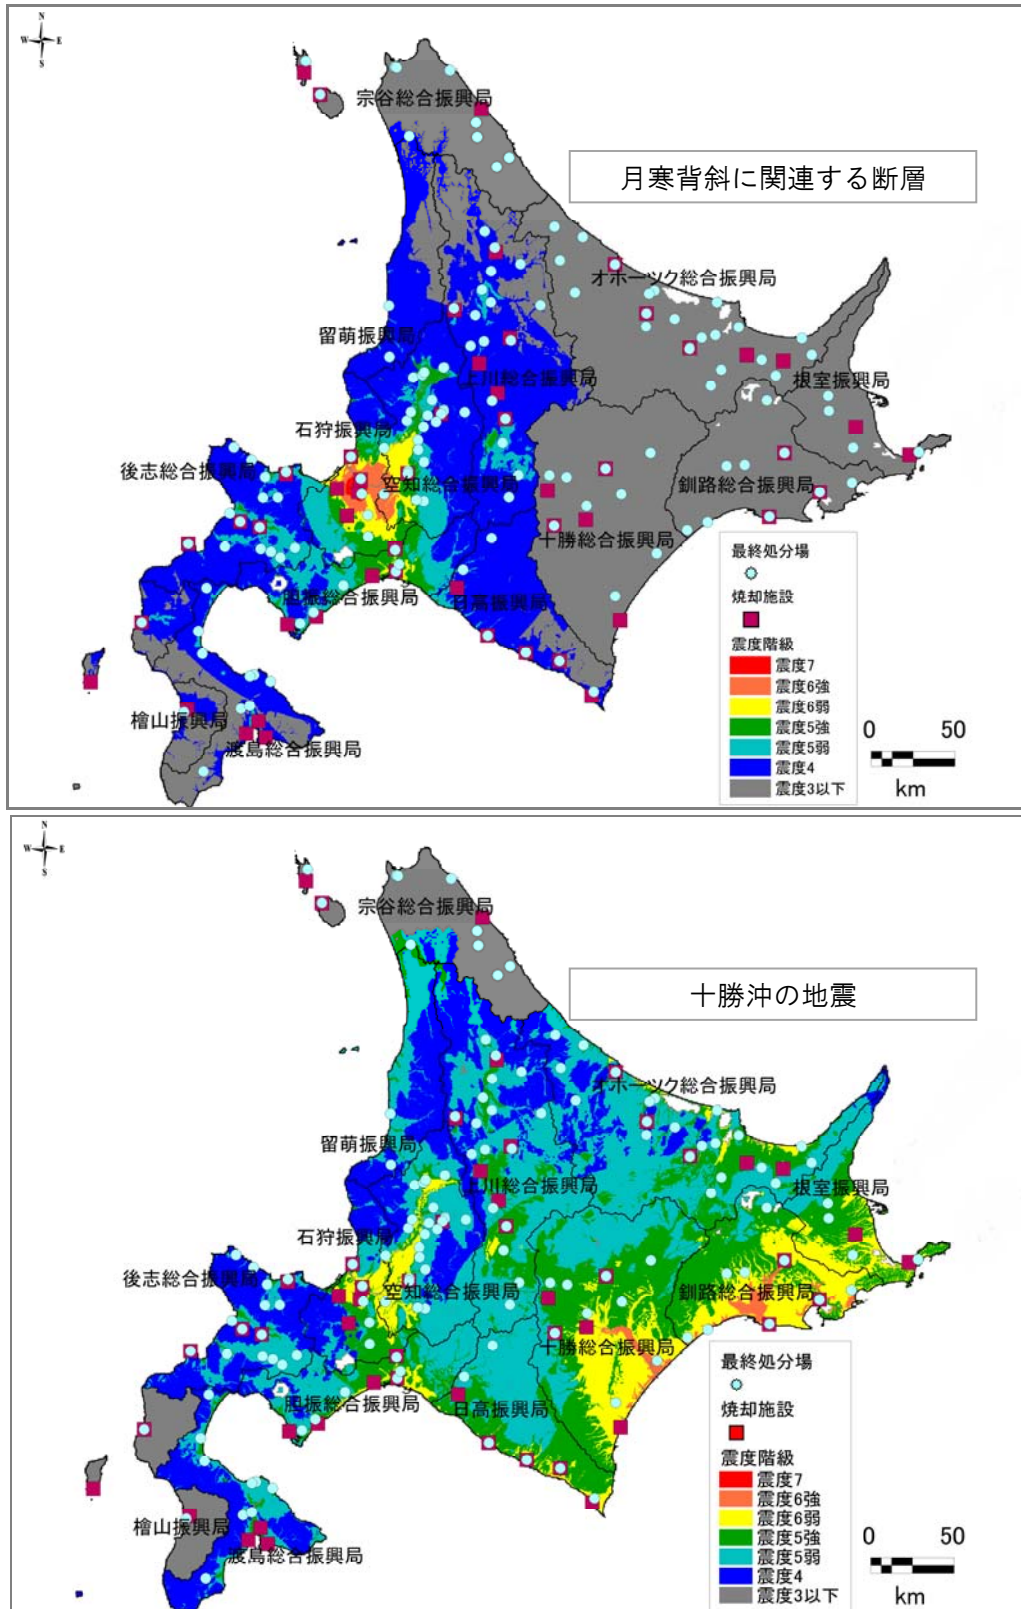 N
W E
S
宗谷総合振興局
月寒背斜に関連する断層
オホーツク総合振興局
留萌振興局
上川総合振興局
根室振興局
石狩振興局
後志総合振興局
空知総合振興局
釧路総合振興局
十勝総合振興局
胆振総合振興局
日高振興局
檜山振興局
渡島総合振興局
最終処分場
焼却施設
震度階級
震度7
震度6強
震度6弱
震度5強
震度5弱
震度4
震度3以下
0 50
km
N
W E
S
宗谷総合振興局
十勝沖の地震
オホーツク総合振興局
留萌振興局
上川総合振興局
根室振興局
石狩振興局
後志総合振興局
空知総合振興局
釧路総合振興局
十勝総合振興局
胆振総合振興局
日高振興局
檜山振興局
渡島総合振興局
最終処分場
焼却施設
震度階級
震度7
震度6強
震度6弱
震度5強
震度5弱
震度4
震度3以下
0 50
km